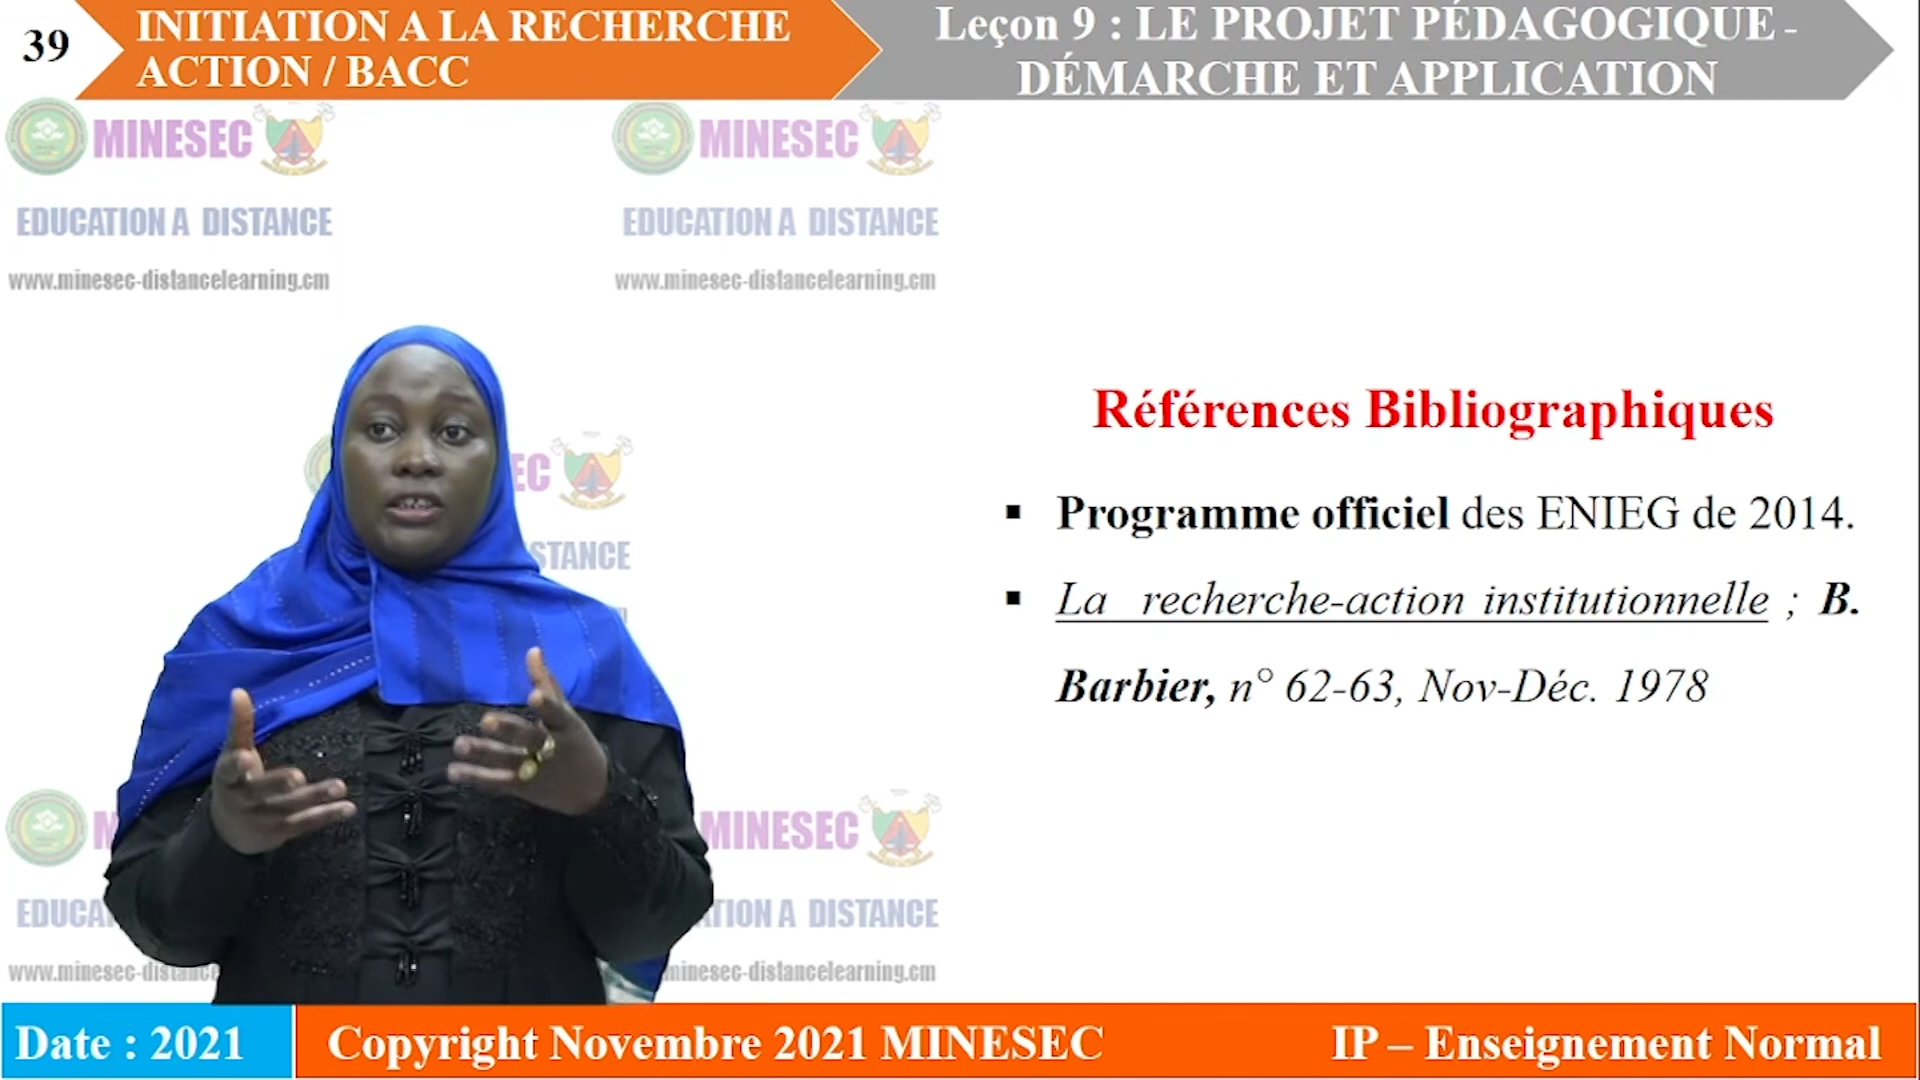 39
INITIATION A LA RECHERCHE
ACTION / BACC
Leçon 9 : LE PROJET PÉDAGOGIQUE -
DÉMARCHE ET APPLICATION
MINESEC
EDUCATION A DISTANCE
www.minesec-distancelearning.cm
MINESEC
EDUCATION A DISTANCE
www.minesec-distancelearning.cm
EC
STANCE
Références Bibliographiques
▪ Programme officiel des ENIEG de 2014.
▪ La recherche-action institutionnelle ; B.
Barbier, n° 62-63, Nov-Déc. 1978
M
EDUCA
www.minesec-distance
MINESEC
TION A DISTANCE
minesec-distancelearning.cm
Date : 2021
Copyright Novembre 2021 MINESEC
IP – Enseignement Normal